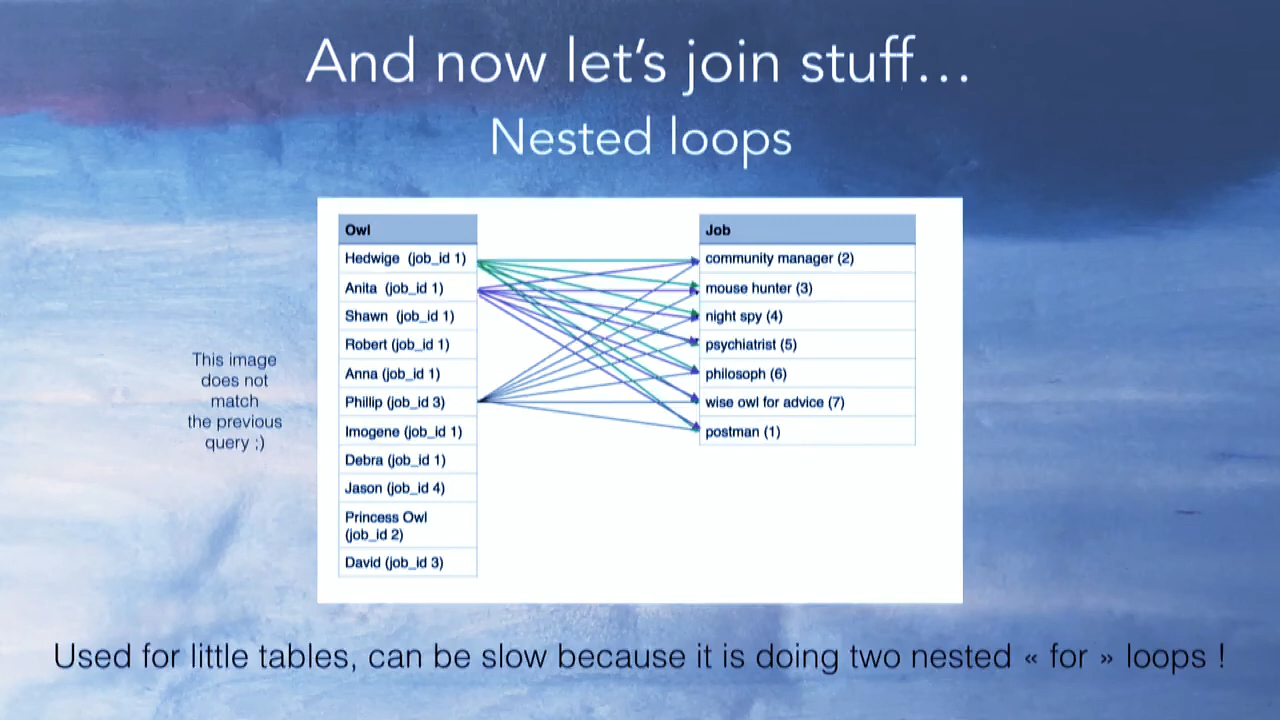 And now let’s join stuff…
Nested loops
Owl
Hedwige (job_id 1)
Anita (job_id 1)
Shawn (job_id 1)
Robert (job_id 1)
Anna (job_id 1)
Phillip (job_id 3)
Imogene (job_id 1)
Debra (job_id 1)
Jason (job_id 4)
Princess Owl
(job_id 2)
David (job_id 3)
Job
community manager (2)
mouse hunter (3)
night spy (4)
psychiatrist (5)
philosoph (6)
wise owl for advice (7)
postman (1)
This image
does not
match
the previous
query ;)
Used for little tables, can be slow because it is doing two nested « for » loops !